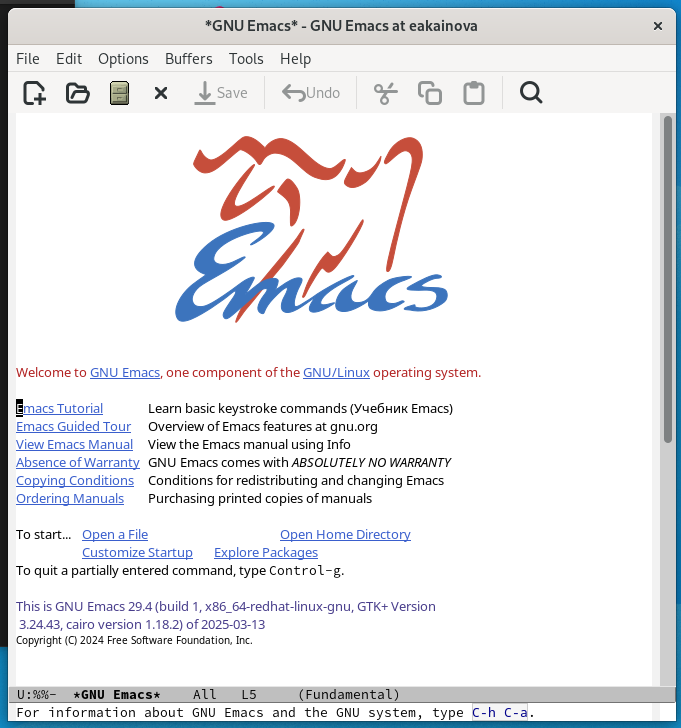 *GNU Emacs* - GNU Emacs at eakainova
File Edit Options Buffers Tools Help
Save Undo
Emacs
Welcome to GNU Emacs, one component of the GNU/Linux operating system.
Emacs Tutorial Learn basic keystroke commands (Учебник Emacs)
Emacs Guided Tour Overview of Emacs features at gnu.org
View Emacs Manual View the Emacs manual using Info
Absence of Warranty GNU Emacs comes with ABSOLUTELY NO WARRANTY
Copying Conditions Conditions for redistributing and changing Emacs
Ordering Manuals Purchasing printed copies of manuals
To start... Open a File Open Home Directory
Customize Startup Explore Packages
To quit a partially entered command, type Control-g.
This is GNU Emacs 29.4 (build 1, x86_64-redhat-linux-gnu, GTK+ Version
3.24.43, cairo version 1.18.2) of 2025-03-13
Copyright (C) 2024 Free Software Foundation, Inc.
U:%%- *GNU Emacs* All L5 (Fundamental)
For information about GNU Emacs and the GNU system, type C-h C-a.